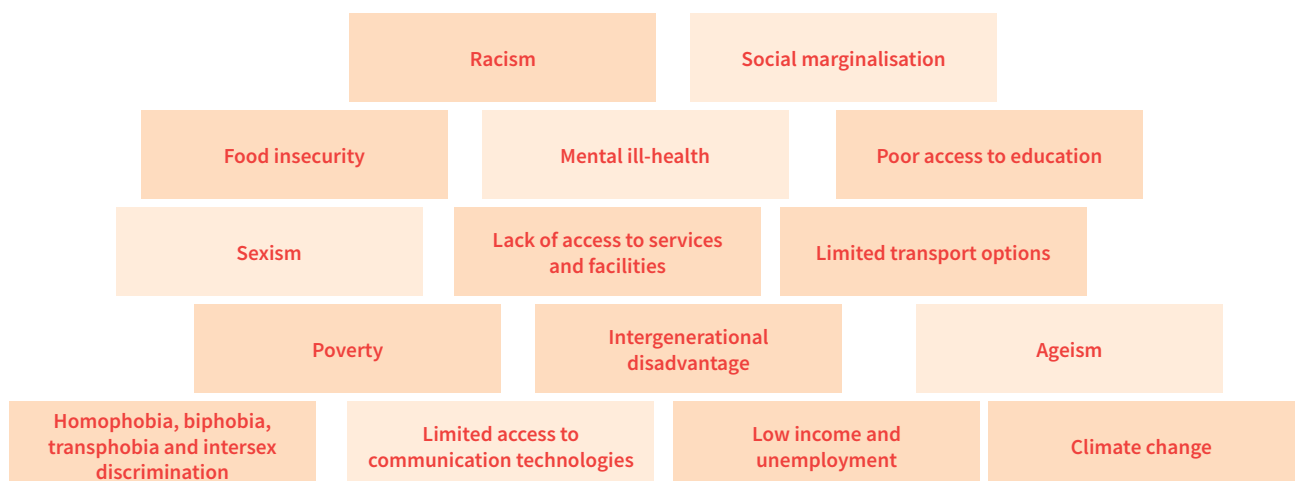 Racism
Social marginalisation
Food insecurity
Mental ill-health
Poor access to education
Sexism
Lack of access to services
and facilities
Limited transport options
Poverty
Intergenerational
disadvantage
Ageism
Homophobia, biphobia,
transphobia and intersex
discrimination
Limited access to
communication technologies
Low income and
unemployment
Climate change